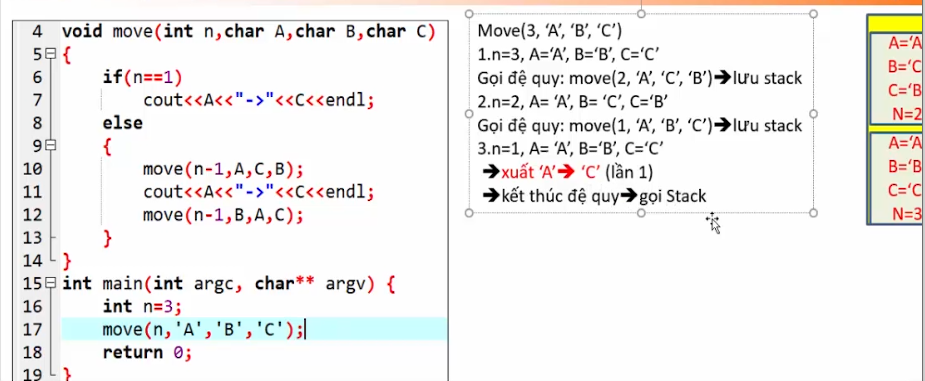 4 void move(int n,char A,char B,char C)
5 {
6 if(n==1)
7 cout<<A<<"->"<<C<<endl;
8 else
9 {
10 move(n-1,A,C,B);
11 cout<<A<<"->"<<C<<endl;
12 move(n-1,B,A,C);
13 }
14 }
15 int main(int argc, char** argv) {
16 int n=3;
17 move(n,'A','B','C');
18 return 0;
19 }
Move(3, ‘A’, ‘B’, ‘C’)
1.n=3, A=‘A’, B=‘B’, C=‘C’
Gọi đệ quy: move(2, ‘A’, ‘C’, ‘B’)➔lưu stack
2.n=2, A= ‘A’, B= ‘C’, C=‘B’
Gọi đệ quy: move(1, ‘A’, ‘B’, ‘C’)➔lưu stack
3.n=1, A= ‘A’, B=‘B’, C=‘C’
➔xuất ‘A’➔ ‘C’ (lần 1)
➔kết thúc đệ quy➔gọi Stack
A=‘A
B=‘C
C=‘B
N=2
A=‘A
B=‘B
C=‘C
N=3